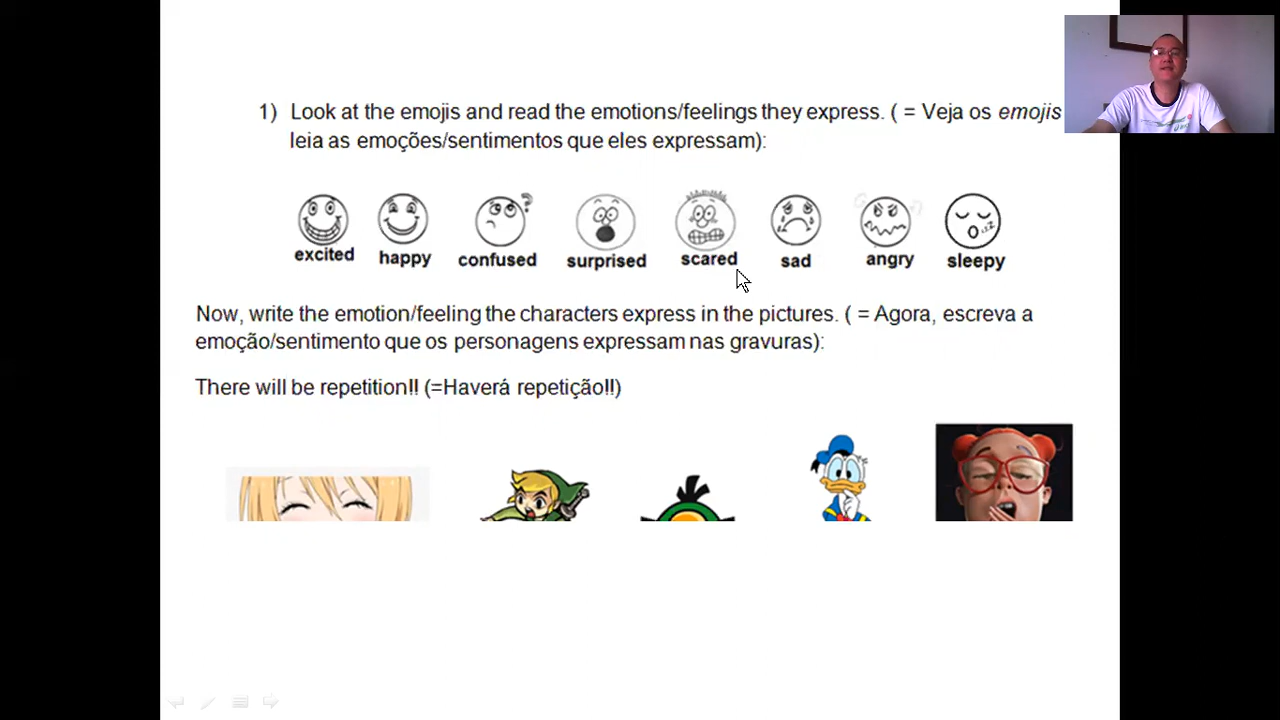 1) Look at the emojis and read the emotions/feelings they express. ( = Veja os emojis
leia as emoções/sentimentos que eles expressam):
excited happy confused surprised scared sad angry sleepy
Now, write the emotion/feeling the characters express in the pictures. ( = Agora, escreva a
emoção/sentimento que os personagens expressam nas gravuras):
There will be repetition!! (=Haverá repetição!!)